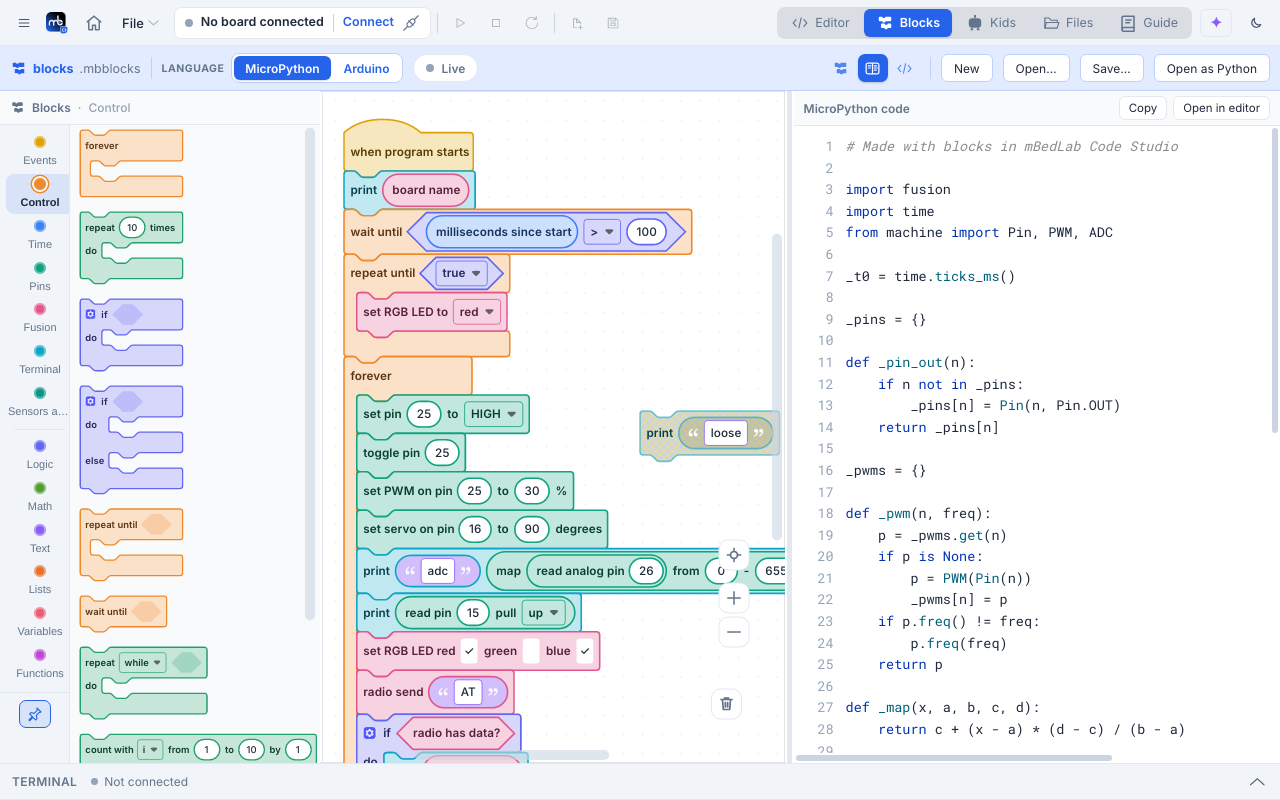 File
No board connected
Connect
Editor
Blocks
Kids
Files
Guide
blocks .mbblocks
LANGUAGE
MicroPython
Arduino
Live
New
Open...
Save...
Open as Python
Blocks · Control
Events
Control
Time
Pins
Fusion
Terminal
Sensors a...
Logic
Math
Text
Lists
Variables
Functions
forever
repeat 10 times
do
if
do
if
do
else
repeat until
wait until
repeat while
do
count with i from 1 to 10 by 1
when program starts
print board name
wait until milliseconds since start > 100
repeat until true
set RGB LED to red
forever
set pin 25 to HIGH
toggle pin 25
set PWM on pin 25 to 30 %
set servo on pin 16 to 90 degrees
print “ adc ” map read analog pin 26 from 0 - 655
print read pin 15 pull up
set RGB LED red ✓ green blue ✓
radio send “ AT ”
if radio has data?
do
print “ loose ”
MicroPython code
Copy
Open in editor
1 # Made with blocks in mBedLab Code Studio
2
3 import fusion
4 import time
5 from machine import Pin, PWM, ADC
6
7 _t0 = time.ticks_ms()
8
9 _pins = {}
10
11 def _pin_out(n):
12 if n not in _pins:
13 _pins[n] = Pin(n, Pin.OUT)
14 return _pins[n]
15
16 _pwms = {}
17
18 def _pwm(n, freq):
19 p = _pwms.get(n)
20 if p is None:
21 p = PWM(Pin(n))
22 _pwms[n] = p
23 if p.freq() != freq:
24 p.freq(freq)
25 return p
26
27 def _map(x, a, b, c, d):
28 return c + (x - a) * (d - c) / (b - a)
29
TERMINAL
Not connected